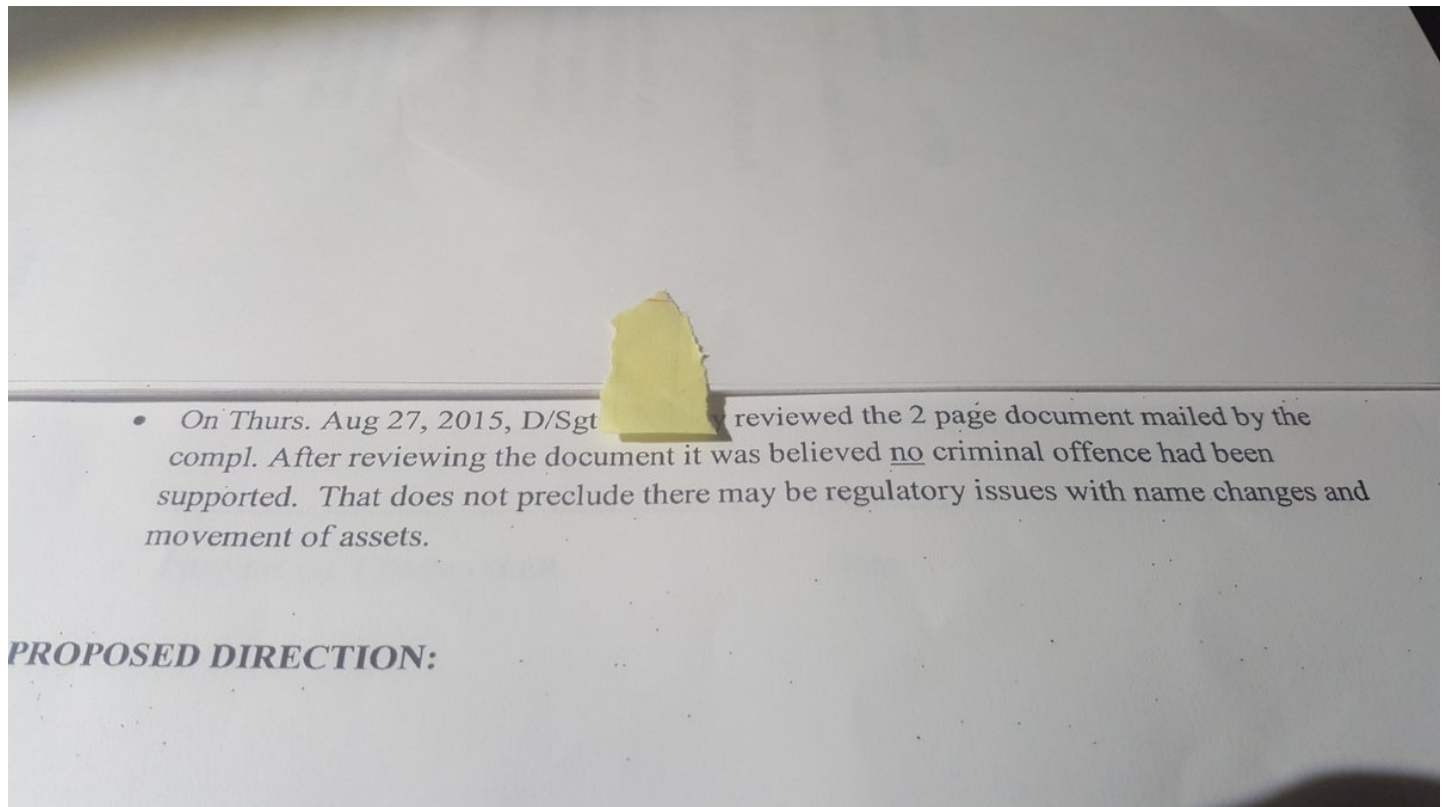 • On Thurs. Aug 27, 2015, D/Sgt y reviewed the 2 page document mailed by the
compl. After reviewing the document it was believed no criminal offence had been
supported. That does not preclude there may be regulatory issues with name changes and
movement of assets.
PROPOSED DIRECTION: